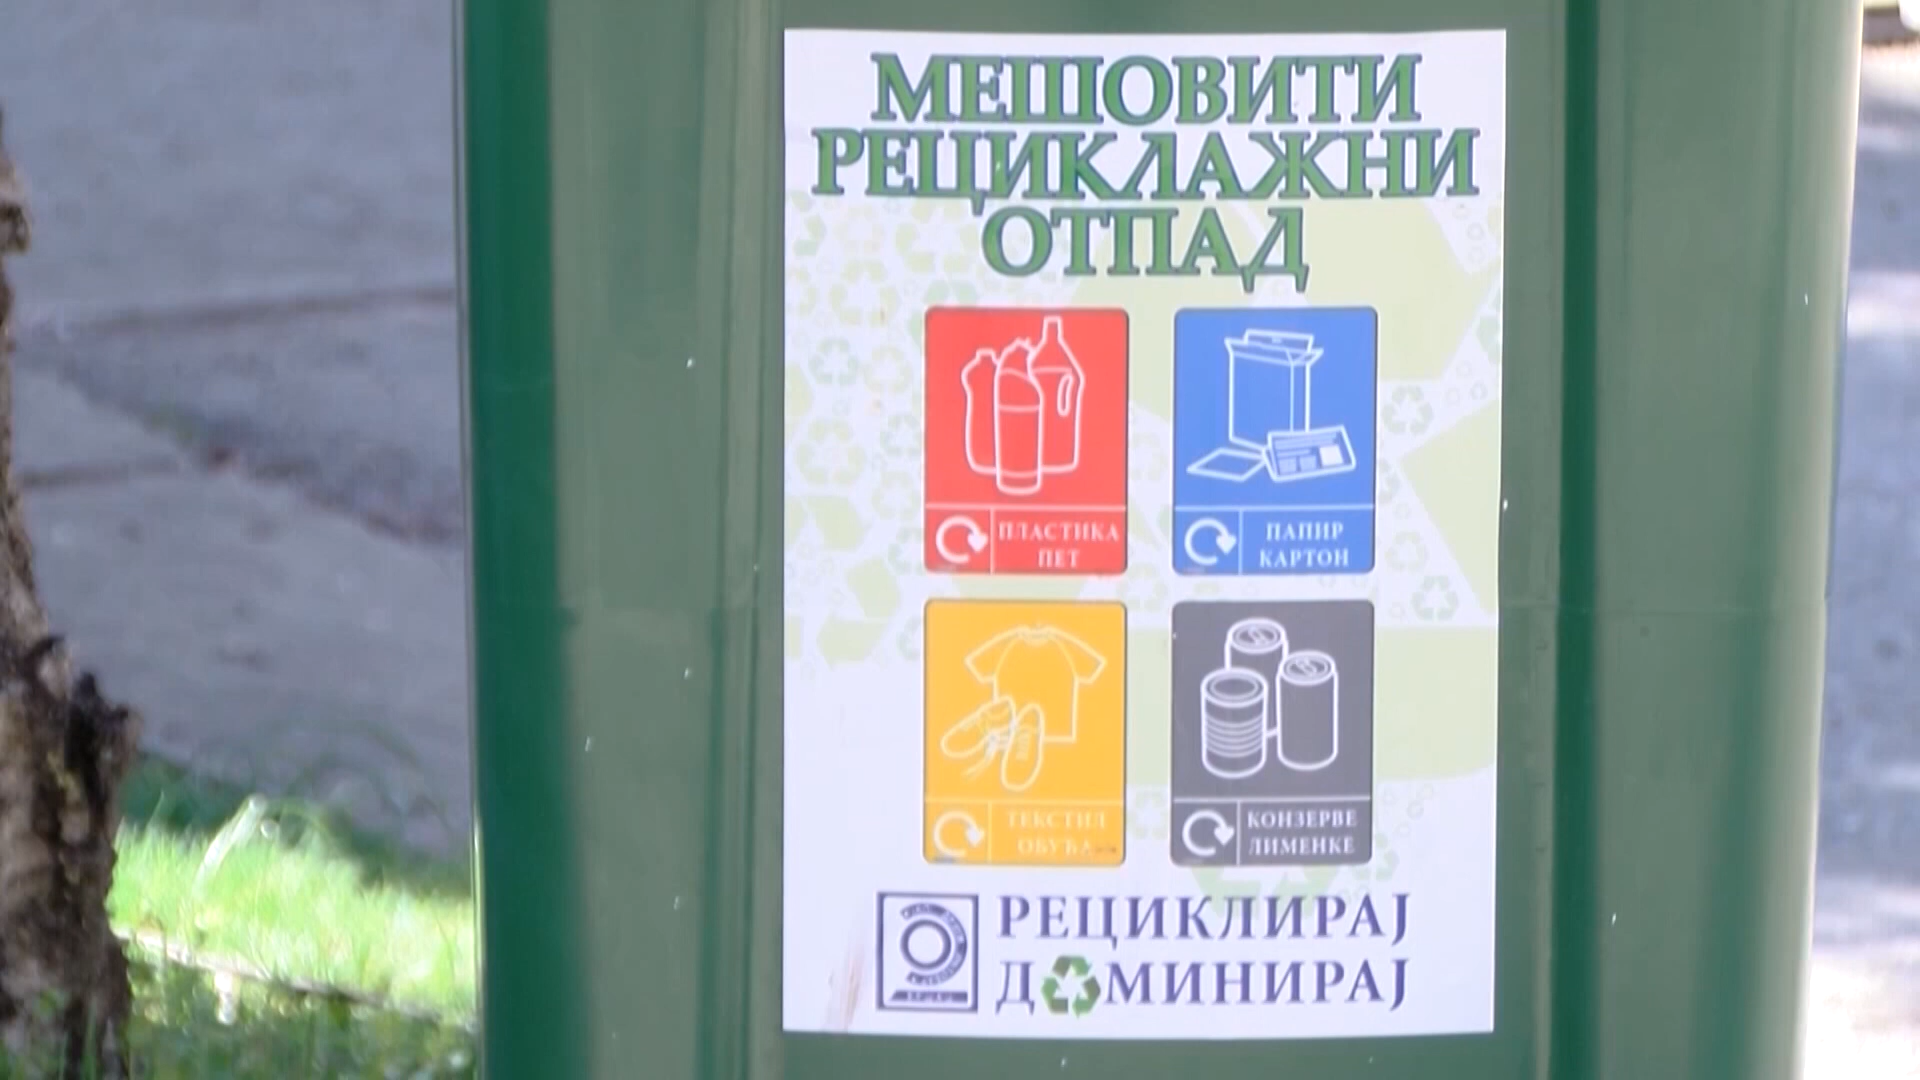 МЕШОВИТИ
РЕЦИКЛАЖНИ
ОТПАД
ПЛАСТИКА
ПЕТ
ПАПИР
КАРТОН
ТЕКСТИЛ
ОБУЋА
КОНЗЕРВЕ
ЛИМЕНКЕ
РЕЦИКЛИРАЈ
ДОМИНИРАЈ